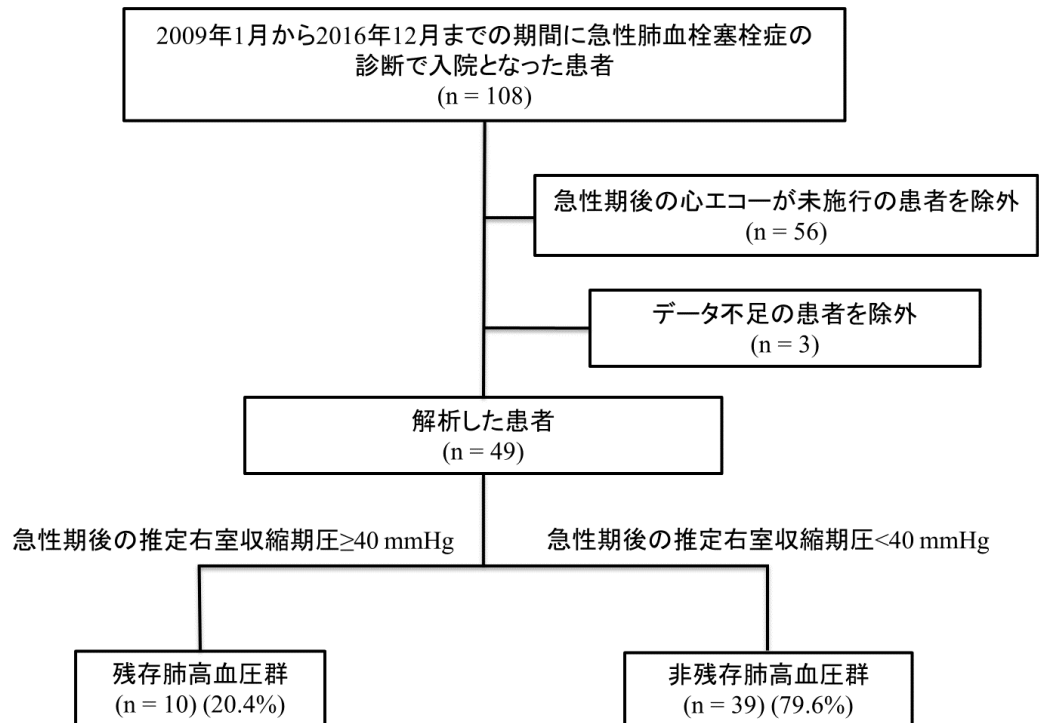 2009年1月から2016年12月までの期間に急性肺血栓塞栓症の
診断で入院となった患者
(n = 108)
急性期後の心エコーが未施行の患者を除外
(n = 56)
データ不足の患者を除外
(n = 3)
解析した患者
(n = 49)
急性期後の推定右室収縮期圧≥40 mmHg
急性期後の推定右室収縮期圧<40 mmHg
残存肺高血圧群
(n = 10) (20.4%)
非残存肺高血圧群
(n = 39) (79.6%)